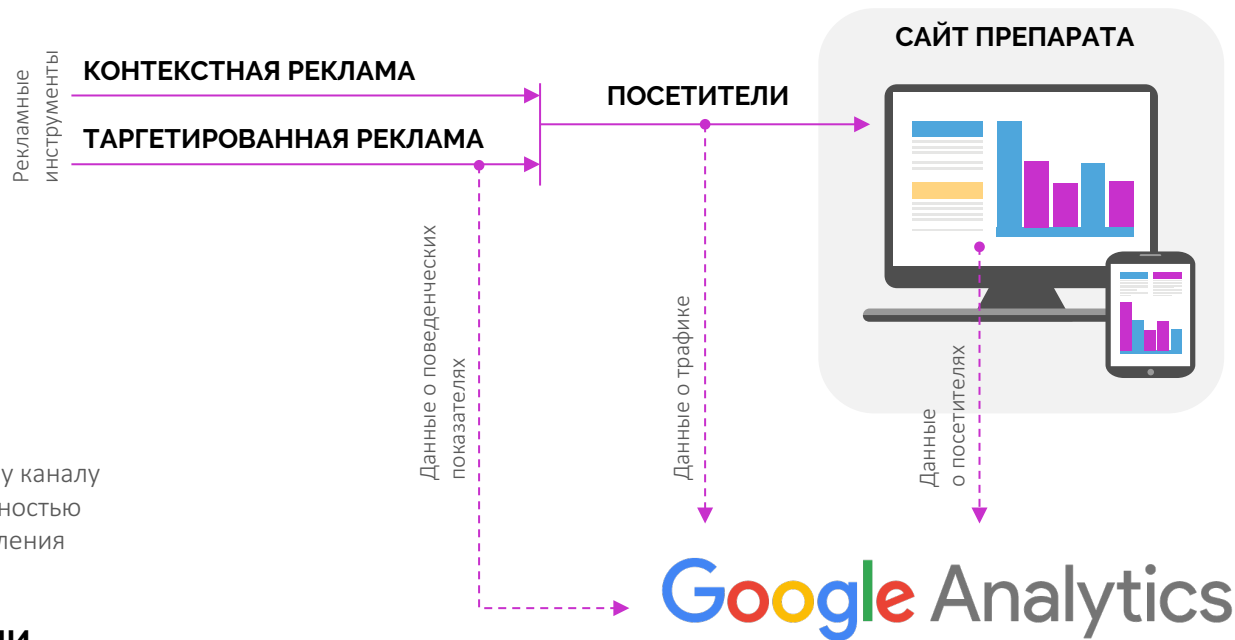 САЙТ ПРЕПАРАТА
Рекламные
инструменты
КОНТЕКСТНАЯ РЕКЛАМА
ТАРГЕТИРОВАННАЯ РЕКЛАМА
ПОСЕТИТЕЛИ
Данные о поведенческих
показателях
Данные о трафике
Данные
о посетителях
у каналу
ностью
ления
Google Analytics